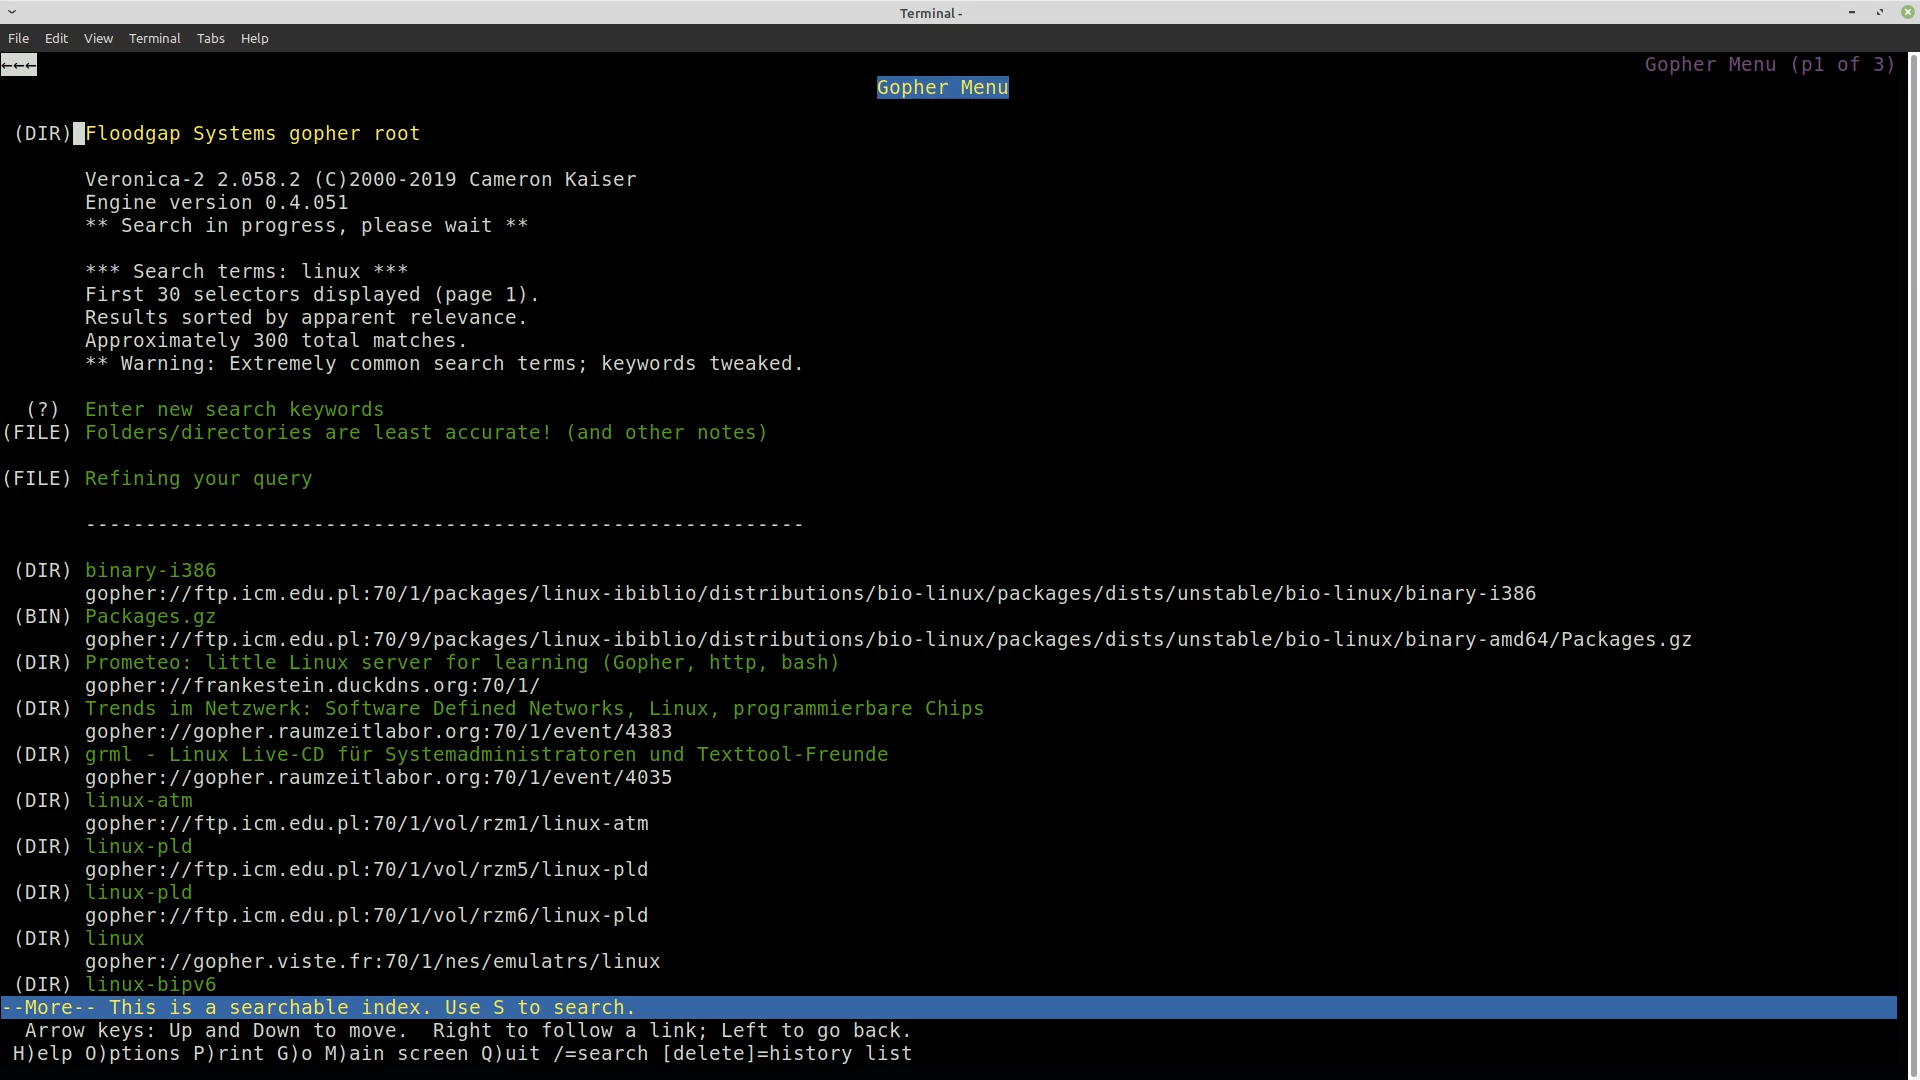 Terminal -
File Edit View Terminal Tabs Help
←←← Gopher Menu (p1 of 3)
Gopher Menu
(DIR) Floodgap Systems gopher root
Veronica-2 2.058.2 (C)2000-2019 Cameron Kaiser
Engine version 0.4.051
** Search in progress, please wait **
*** Search terms: linux ***
First 30 selectors displayed (page 1).
Results sorted by apparent relevance.
Approximately 300 total matches.
** Warning: Extremely common search terms; keywords tweaked.
(?) Enter new search keywords
(FILE) Folders/directories are least accurate! (and other notes)
(FILE) Refining your query
------------------------------------------------------------
(DIR) binary-i386
gopher://ftp.icm.edu.pl:70/1/packages/linux-ibiblio/distributions/bio-linux/packages/dists/unstable/bio-linux/binary-i386
(BIN) Packages.gz
gopher://ftp.icm.edu.pl:70/9/packages/linux-ibiblio/distributions/bio-linux/packages/dists/unstable/bio-linux/binary-amd64/Packages.gz
(DIR) Prometeo: little Linux server for learning (Gopher, http, bash)
gopher://frankestein.duckdns.org:70/1/
(DIR) Trends im Netzwerk: Software Defined Networks, Linux, programmierbare Chips
gopher://gopher.raumzeitlabor.org:70/1/event/4383
(DIR) grml - Linux Live-CD für Systemadministratoren und Texttool-Freunde
gopher://gopher.raumzeitlabor.org:70/1/event/4035
(DIR) linux-atm
gopher://ftp.icm.edu.pl:70/1/vol/rzm1/linux-atm
(DIR) linux-pld
gopher://ftp.icm.edu.pl:70/1/vol/rzm5/linux-pld
(DIR) linux-pld
gopher://ftp.icm.edu.pl:70/1/vol/rzm6/linux-pld
(DIR) linux
gopher://gopher.viste.fr:70/1/nes/emulatrs/linux
(DIR) linux-bipv6
--More-- This is a searchable index. Use S to search.
Arrow keys: Up and Down to move. Right to follow a link; Left to go back.
H)elp O)ptions P)rint G)o M)ain screen Q)uit /=search [delete]=history list